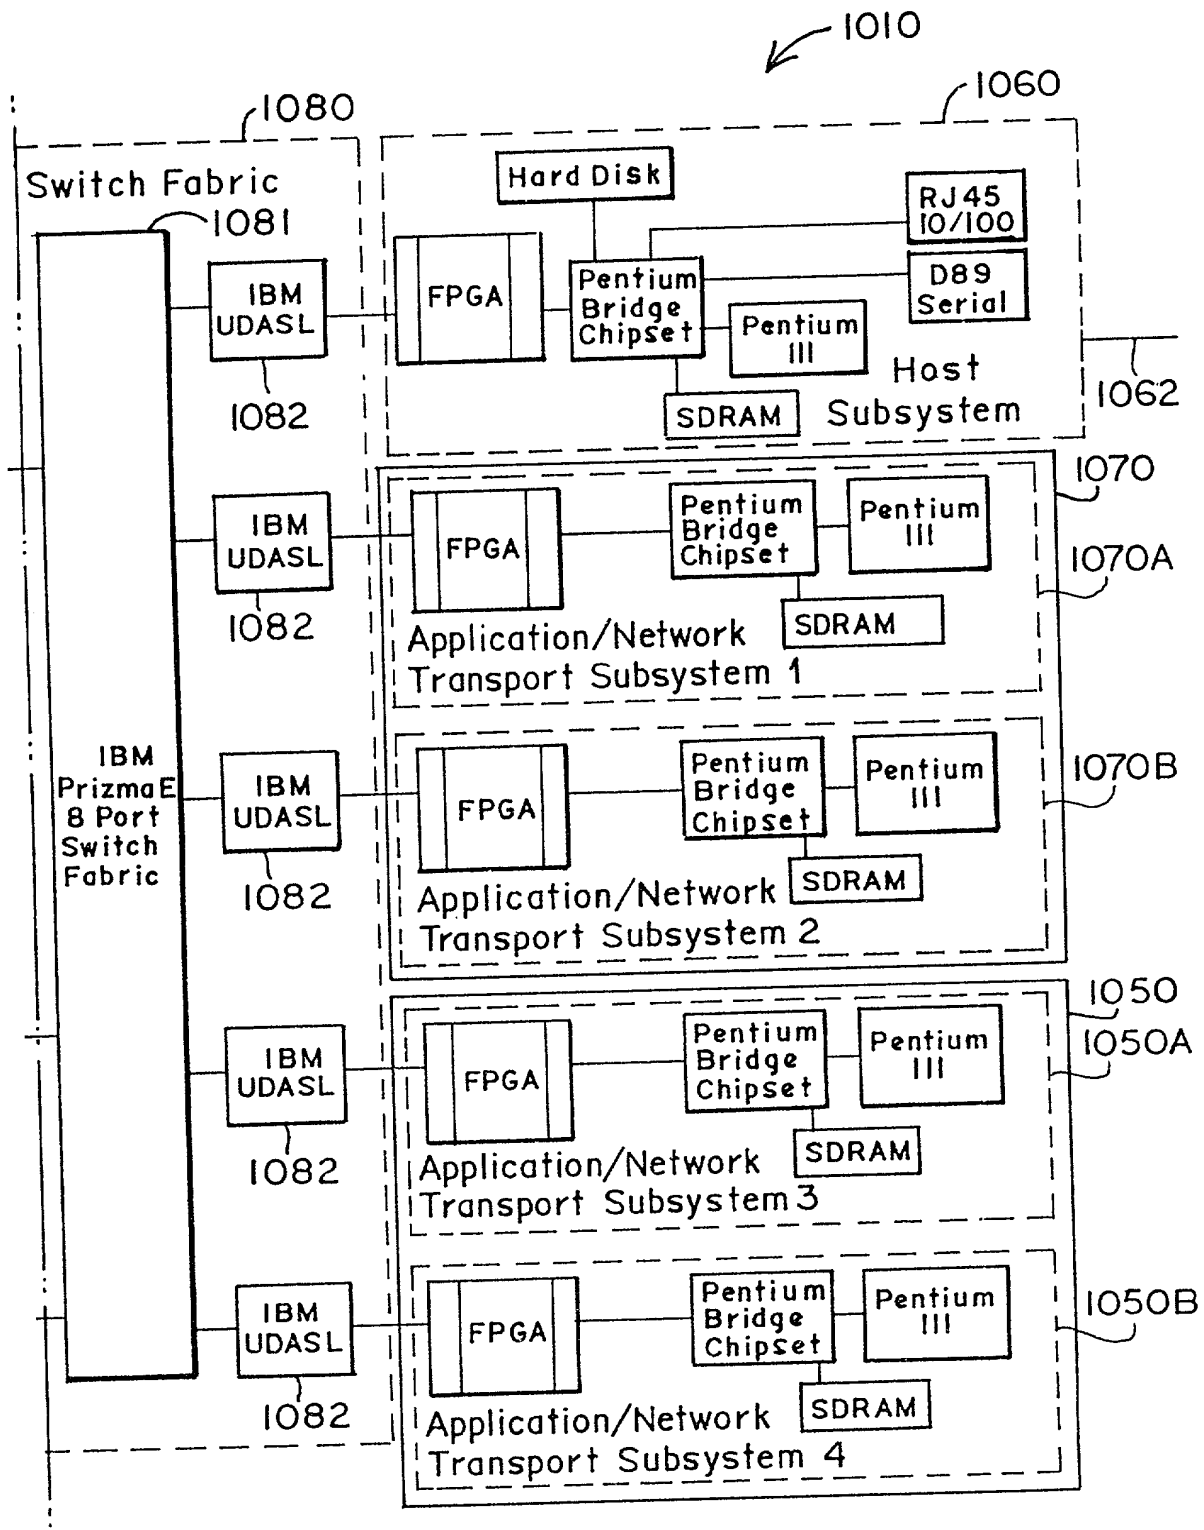 1010
1080
1060
Switch Fabric
1081
Hard Disk
RJ45
10/100
IBM
UDASL
FPGA
Pentium
Bridge
Chipset
D89
Serial
Pentium
III
1082
SDRAM
Host
Subsystem
1062
1070
IBM
UDASL
FPGA
Pentium
Bridge
Chipset
Pentium
III
1070A
1082
SDRAM
Application/Network
Transport Subsystem 1
IBM
PrizmaE
8 Port
Switch
Fabric
IBM
UDASL
FPGA
Pentium
Bridge
Chipset
Pentium
III
1070B
1082
SDRAM
Application/Network
Transport Subsystem 2
1050
IBM
UDASL
FPGA
Pentium
Bridge
Chipset
Pentium
III
1050A
1082
SDRAM
Application/Network
Transport Subsystem 3
IBM
UDASL
FPGA
Pentium
Bridge
Chipset
Pentium
III
1050B
1082
SDRAM
Application/Network
Transport Subsystem 4